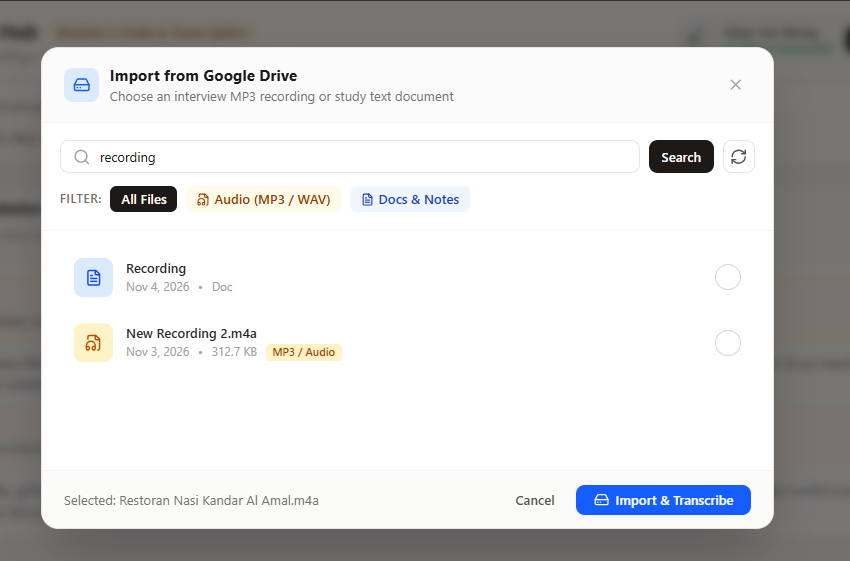 Import from Google Drive
Choose an interview MP3 recording or study text document
recording
Search
FILTER:
All Files
Audio (MP3 / WAV)
Docs & Notes
Recording
Nov 4, 2026 • Doc
New Recording 2.m4a
Nov 3, 2026 • 312.7 KB MP3 / Audio
Selected: Restoran Nasi Kandar Al Amal.m4a
Cancel
Import & Transcribe